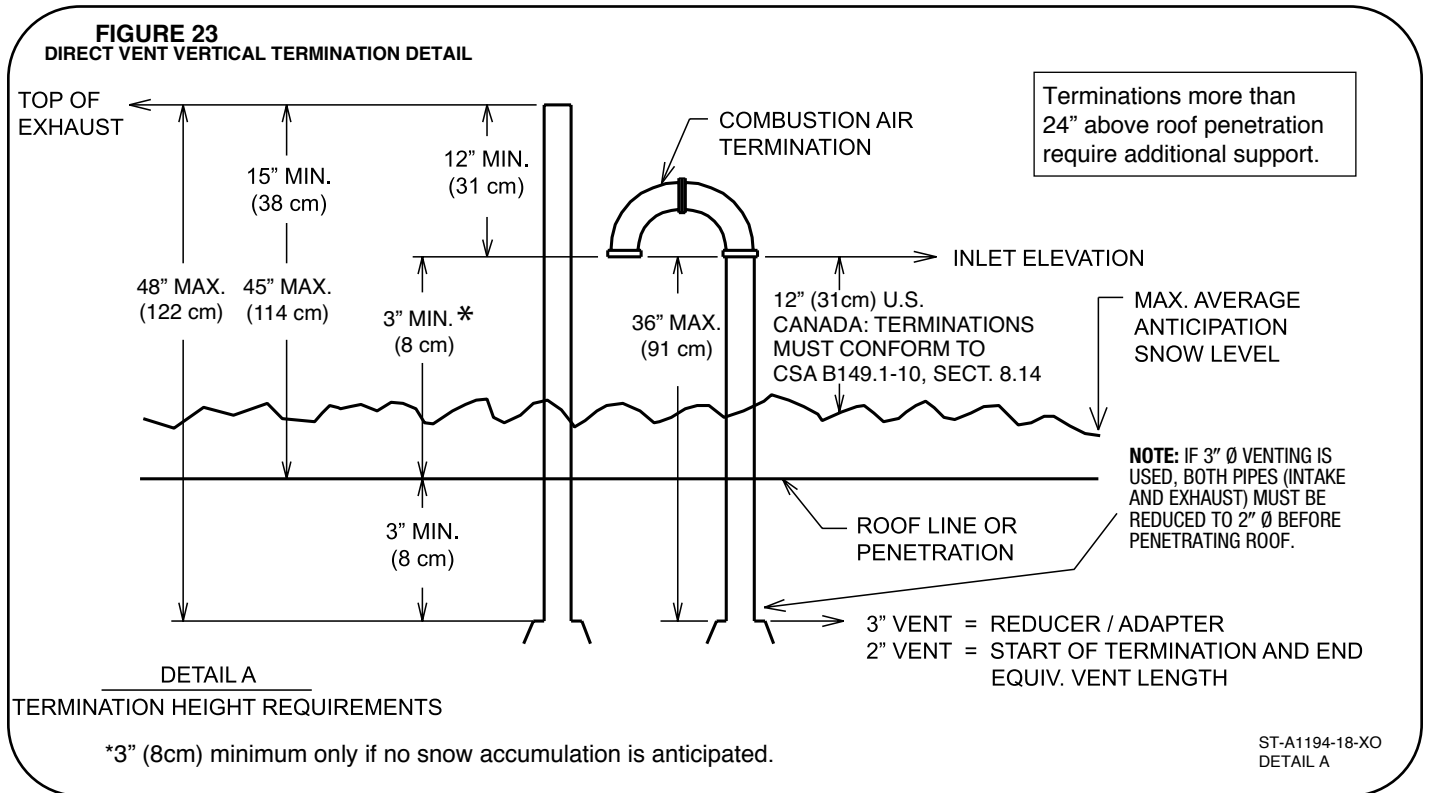 FIGURE 23
DIRECT VENT VERTICAL TERMINATION DETAIL
TOP OF
EXHAUST
15” MIN.
(38 cm)
12” MIN.
(31 cm)
COMBUSTION AIR
TERMINATION
Terminations more than
24” above roof penetration
require additional support.
48” MAX.
(122 cm)
45” MAX.
(114 cm)
3” MIN. *
(8 cm)
36” MAX.
(91 cm)
INLET ELEVATION
12” (31cm) U.S.
CANADA: TERMINATIONS
MUST CONFORM TO
CSA B149.1-10, SECT. 8.14
MAX. AVERAGE
ANTICIPATION
SNOW LEVEL
3” MIN.
(8 cm)
ROOF LINE OR
PENETRATION
NOTE: IF 3” Ø VENTING IS
USED, BOTH PIPES (INTAKE
AND EXHAUST) MUST BE
REDUCED TO 2” Ø BEFORE
PENETRATING ROOF.
3” VENT = REDUCER / ADAPTER
2” VENT = START OF TERMINATION AND END
EQUIV. VENT LENGTH
DETAIL A
TERMINATION HEIGHT REQUIREMENTS
*3” (8cm) minimum only if no snow accumulation is anticipated.
ST-A1194-18-XO
DETAIL A